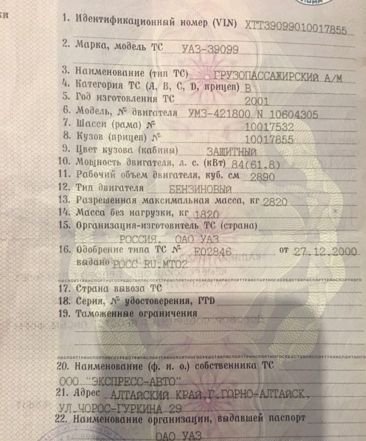 1. Идентификационный номер (VIN) XTT39099010017855
2. Марка, модель ТС УАЗ-39099
3. Наименование (тип ТС) ГРУЗОПАССАЖИРСКИЙ А/М
4. Категория ТС (А, В, С, D, прицеп) В
5. Год изготовления ТС 2001
6. Модель, № двигателя УМЗ-421800 N 10604305
7. Шасси (рама) № 10017532
8. Кузов (прицеп) № 10017855
9. Цвет кузова (кабины) ЗАЩИТНЫЙ
10. Мощность двигателя, л. с. (кВт) 84(61.8)
11. Рабочий объем двигателя, куб. см 2890
12. Тип двигателя БЕНЗИНОВЫЙ
13. Разрешенная максимальная масса, кг 2820
14. Масса без нагрузки, кг 1820
15. Организация-изготовитель ТС (страна)
РОССИЯ ОАО УАЗ
16. Одобрение типа ТС № Е02846 от 27.12.2000
выдано РОСС RU.МТ02
17. Страна вывоза ТС
18. Серия, № удостоверения, ГТD
19. Таможенные ограничения
20. Наименование (ф. и. о.) собственника ТС
ООО "ЭКСПРЕСС-АВТО"
21. Адрес АЛТАЙСКИЙ КРАЙ,Г.ГОРНО-АЛТАЙСК,
УЛ.ЧОРОС-ГУРКИНА 29
22. Наименование организации, выдавшей паспорт
ОАО УАЗ